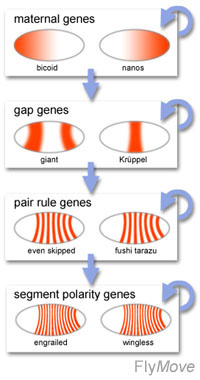 maternal genes
bicoid nanos
gap genes
giant Krüppel
pair rule genes
even skipped fushi tarazu
segment polarity genes
engrailed wingless
FlyMove